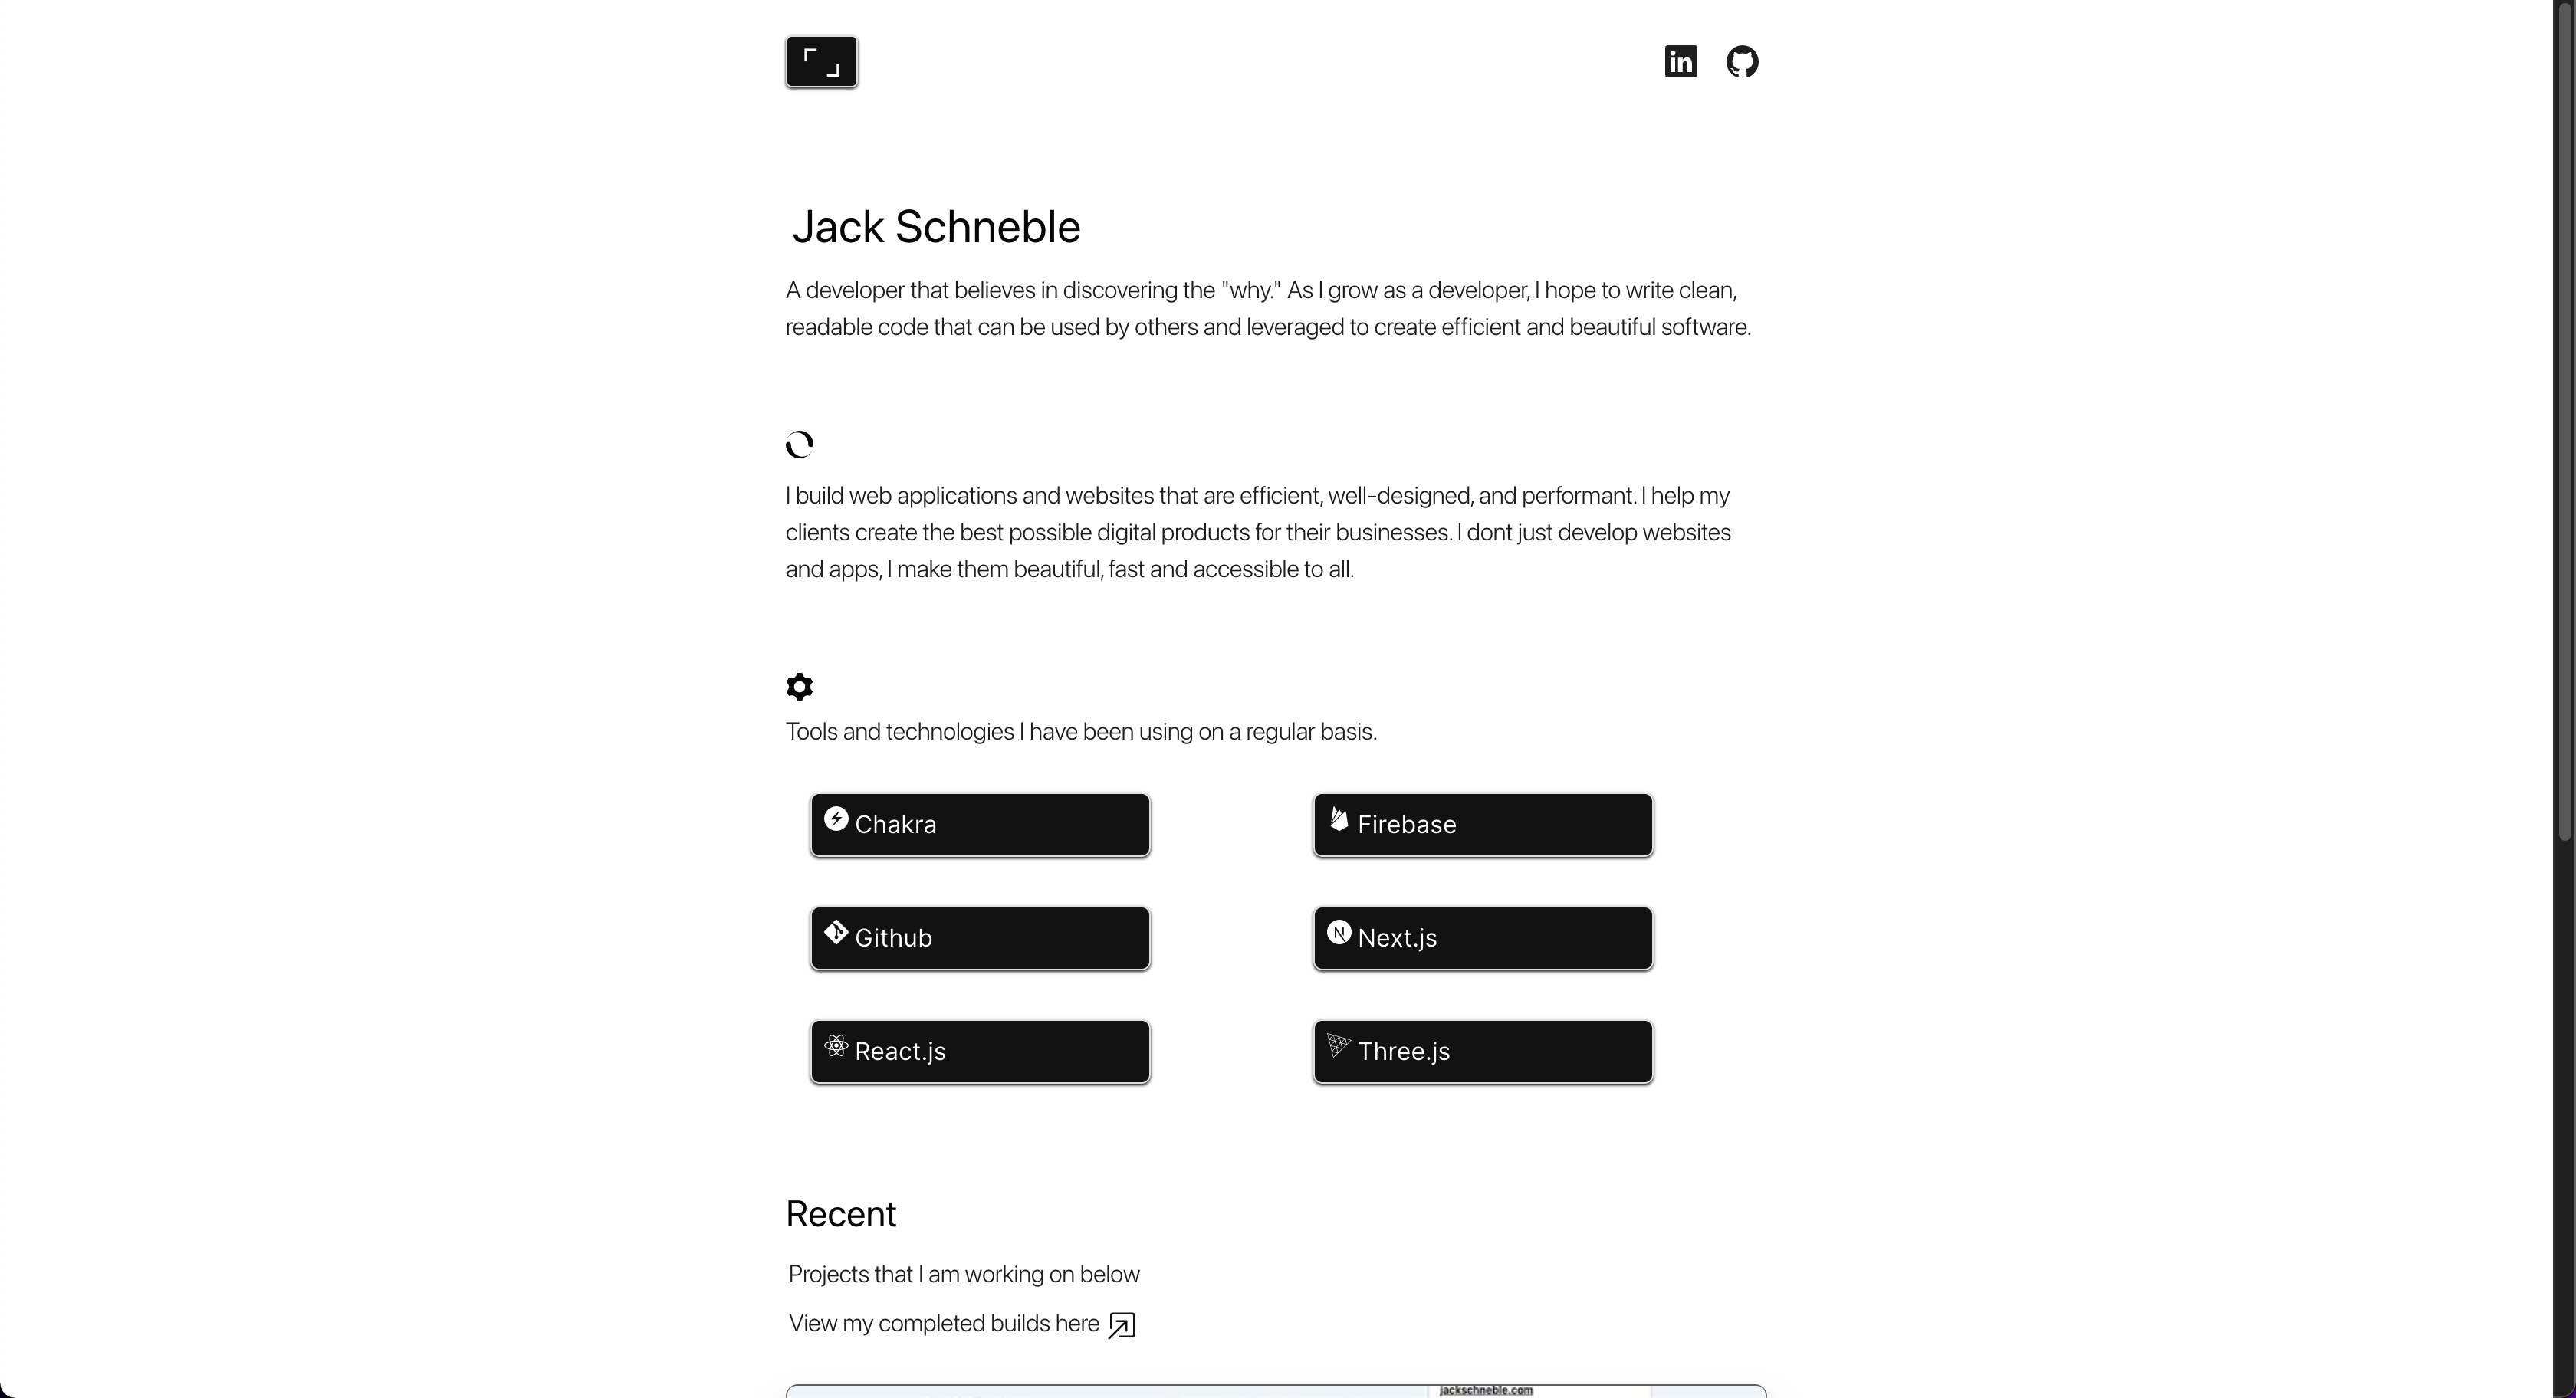 Jack Schneble
A developer that believes in discovering the "why." As I grow as a developer, I hope to write clean,
readable code that can be used by others and leveraged to create efficient and beautiful software.
I build web applications and websites that are efficient, well-designed, and performant. I help my
clients create the best possible digital products for their businesses. I dont just develop websites
and apps, I make them beautiful, fast and accessible to all.
Tools and technologies I have been using on a regular basis.
Chakra
Firebase
Github
Next.js
React.js
Three.js
Recent
Projects that I am working on below
View my completed builds here
jackschneble.com